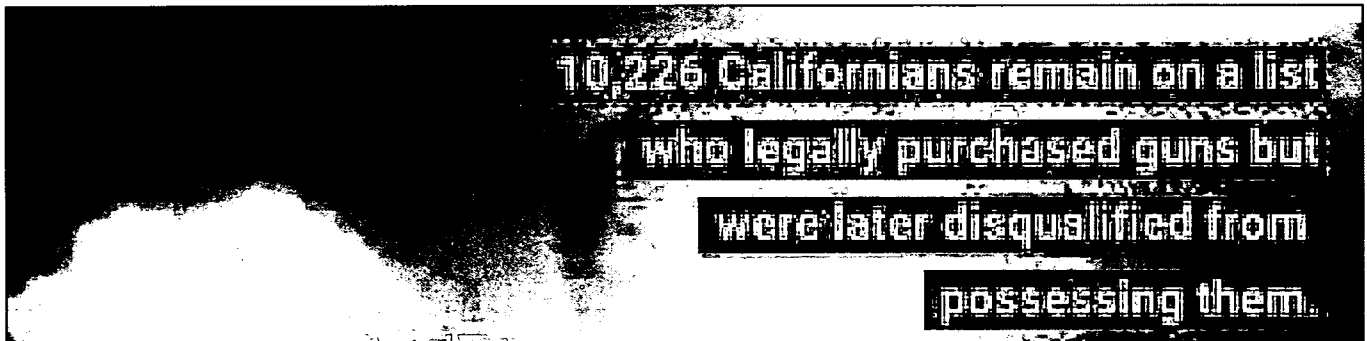 10,226 Californians remain on a list
who legally purchased guns but
were later disqualified from
possessing them.